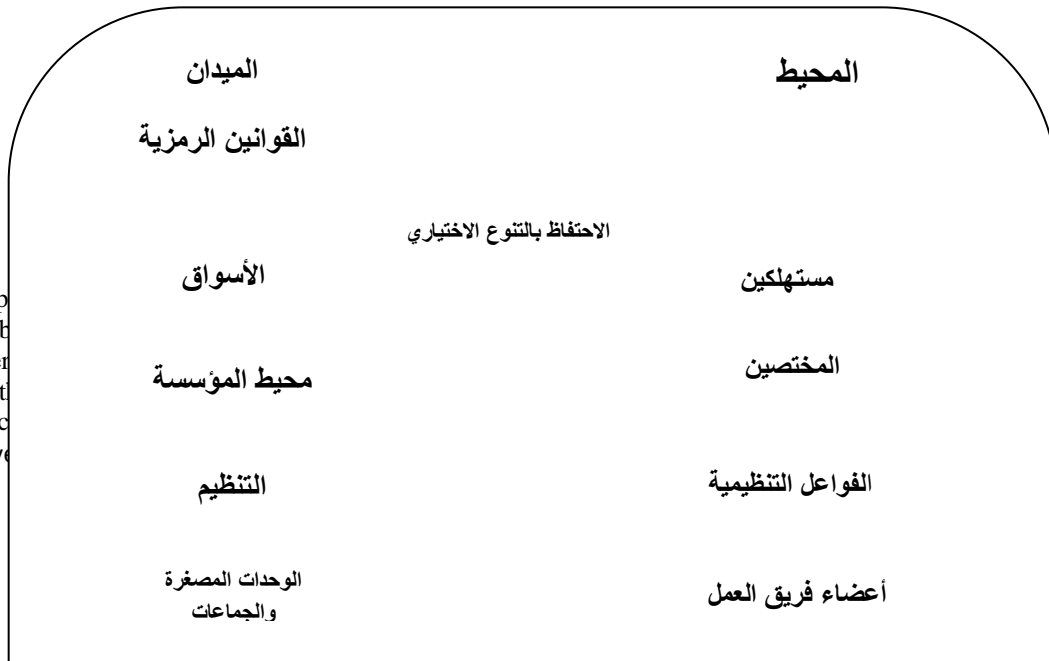 المحيط
الميدان
القوانين الرمزية
الاحتفاظ بالتنوع الاختياري
مستهلكين
الأسواق
المختصين
محيط المؤسسة
الفواعل التنظيمية
التنظيم
أعضاء فريق العمل
الوحدات المصغرة
والجماعات